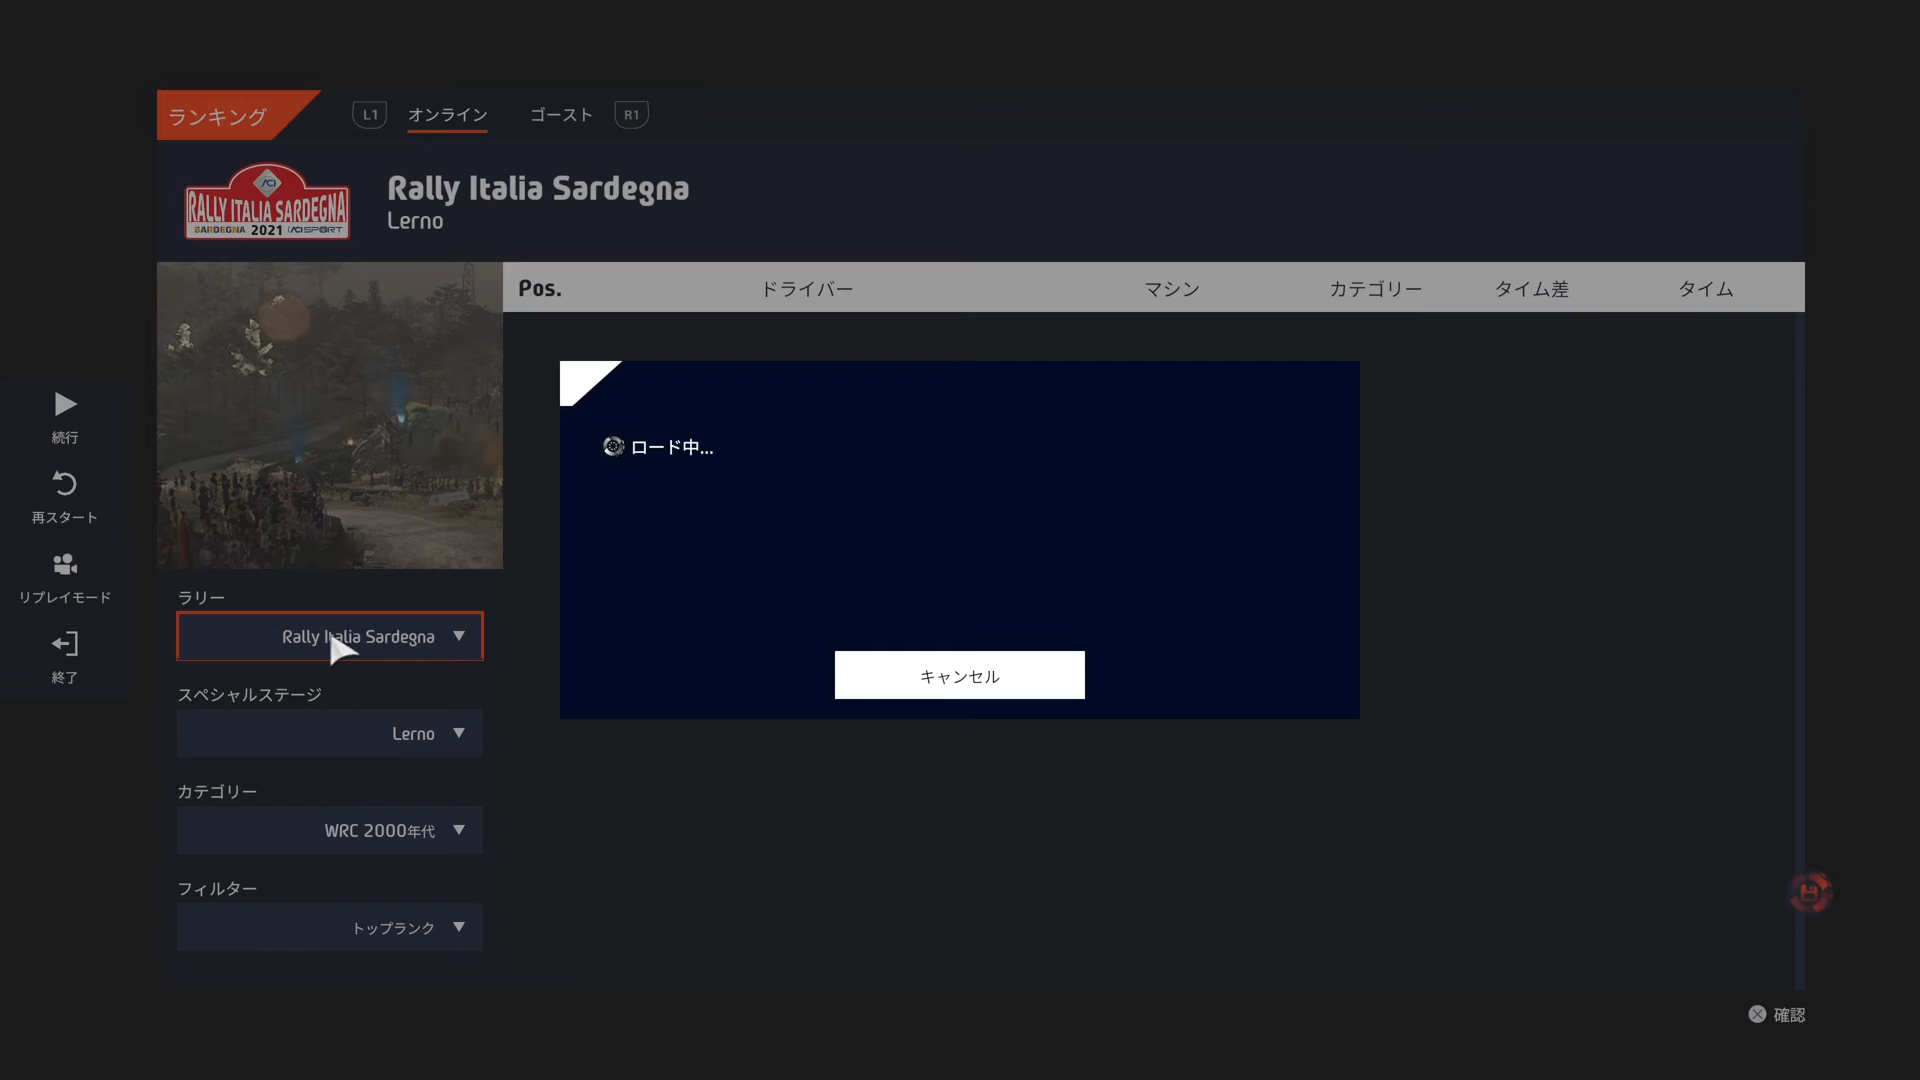 ランキング
L1
オンライン
ゴースト
R1
ACI
RALLY ITALIA SARDEGNA
SARDEGNA 2021 ACI SPORT
Rally Italia Sardegna
Lerno
Pos.
ドライバー
マシン
カテゴリー
タイム差
タイム
続行
再スタート
リプレイモード
終了
ロード中...
キャンセル
ラリー
Rally Italia Sardegna
スペシャルステージ
Lerno
カテゴリー
WRC 2000年代
フィルター
トップランク
確認